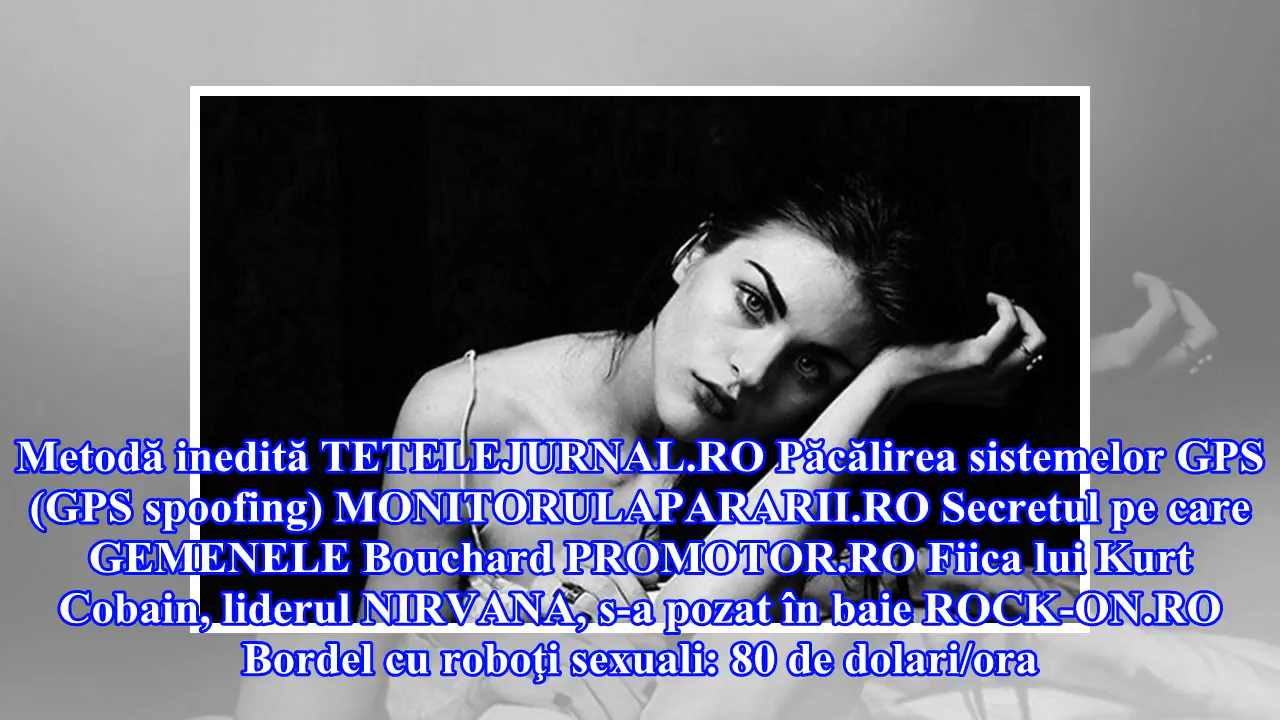 Metodă inedită TETELEJURNAL.RO Păcălirea sistemelor GPS
(GPS spoofing) MONITORULAPARARII.RO Secretul pe care
GEMENELE Bouchard PROMOTOR.RO Fiica lui Kurt
Cobain, liderul NIRVANA, s-a pozat în baie ROCK-ON.RO
Bordel cu roboţi sexuali: 80 de dolari/ora